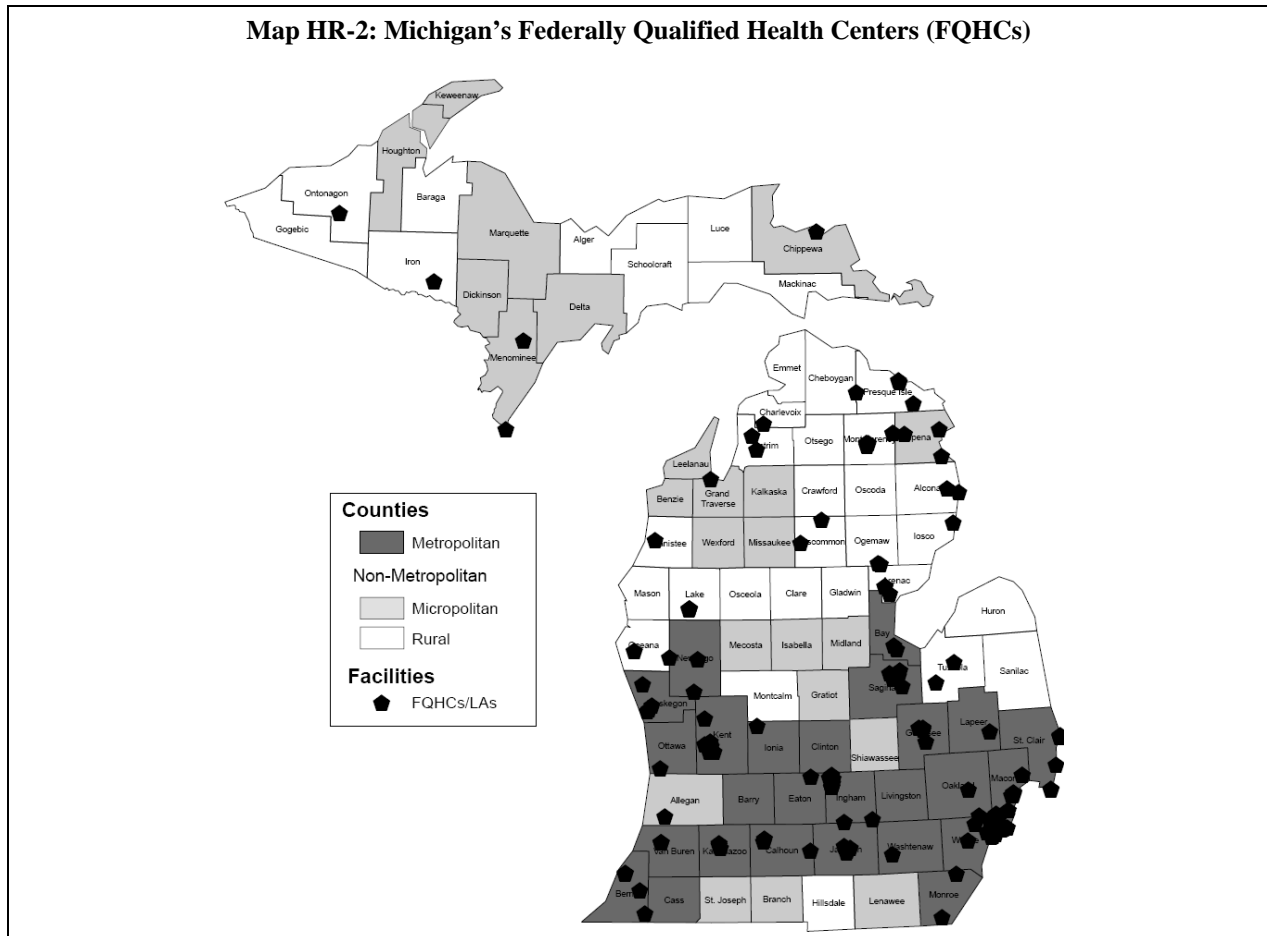 Map HR-2: Michigan's Federally Qualified Health Centers (FQHCs)
Keweenaw
Houghton
Ontonagon
Baraga
Gogebic
Marquette
Iron
Alger
Luce
Chippewa
Schoolcraft
Mackinac
Dickinson
Delta
Menominee
Emmet
Cheboygan
Presque Isle
Charlevoix
Otsego
Leelanau
Benzie
Grand
Traverse
Kalkaska
Crawford
Oscoda
Alcona
Wexford
Missaukee
Ogemaw
Iosco
Mason
Lake
Osceola
Clare
Gladwin
Huron
Bay
Mecosta
Isabella
Midland
Sanilac
Montcalm
Gratiot
Lapeer
St. Clair
Ottawa
Kent
Ionia
Clinton
Shiawassee
Allegan
Barry
Eaton
Ingham
Livingston
Washtenaw
Cass
St. Joseph
Branch
Hillsdale
Lenawee
Monroe
Counties
Metropolitan
Non-Metropolitan
Micropolitan
Rural
Facilities
FQHCs/LAs